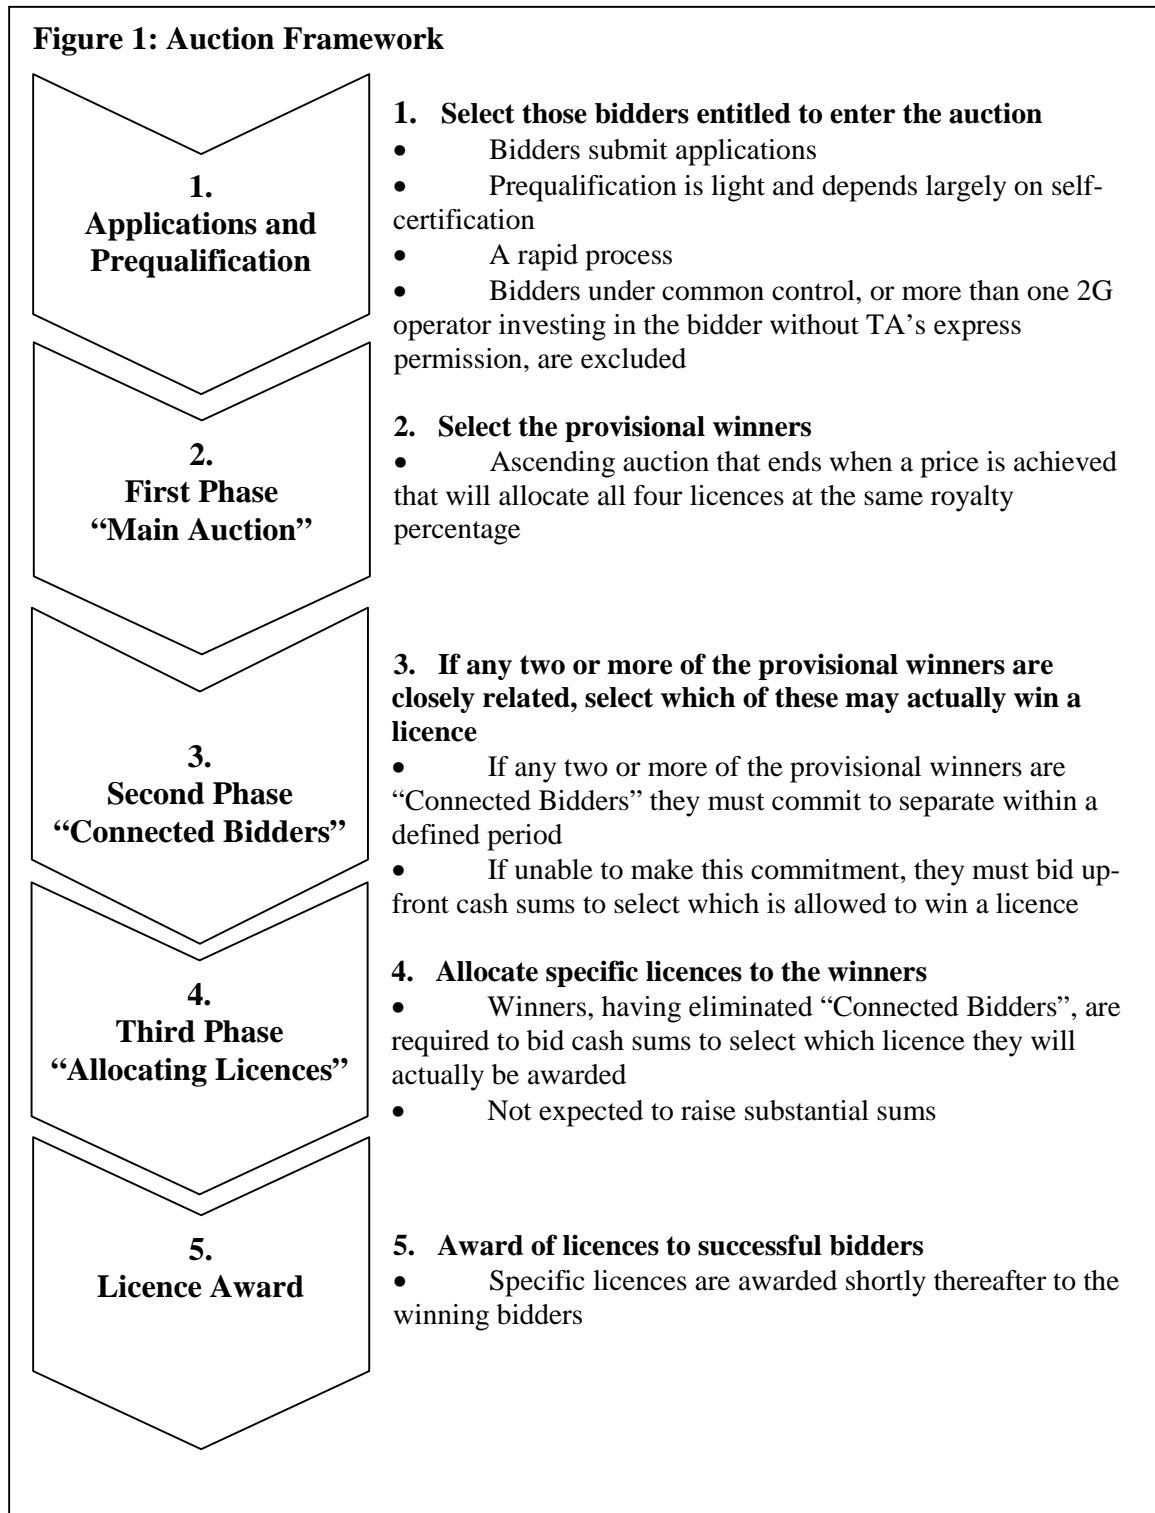 Figure 1: Auction Framework
1.
Applications and
Prequalification
1. Select those bidders entitled to enter the auction
• Bidders submit applications
• Prequalification is light and depends largely on self-
certification
• A rapid process
• Bidders under common control, or more than one 2G
operator investing in the bidder without TA’s express
permission, are excluded
2.
First Phase
“Main Auction”
2. Select the provisional winners
• Ascending auction that ends when a price is achieved
that will allocate all four licences at the same royalty
percentage
3.
Second Phase
“Connected Bidders”
3. If any two or more of the provisional winners are
closely related, select which of these may actually win a
licence
• If any two or more of the provisional winners are
“Connected Bidders” they must commit to separate within a
defined period
• If unable to make this commitment, they must bid up-
front cash sums to select which is allowed to win a licence
4.
Third Phase
“Allocating Licences”
4. Allocate specific licences to the winners
• Winners, having eliminated “Connected Bidders”, are
required to bid cash sums to select which licence they will
actually be awarded
• Not expected to raise substantial sums
5.
Licence Award
5. Award of licences to successful bidders
• Specific licences are awarded shortly thereafter to the
winning bidders